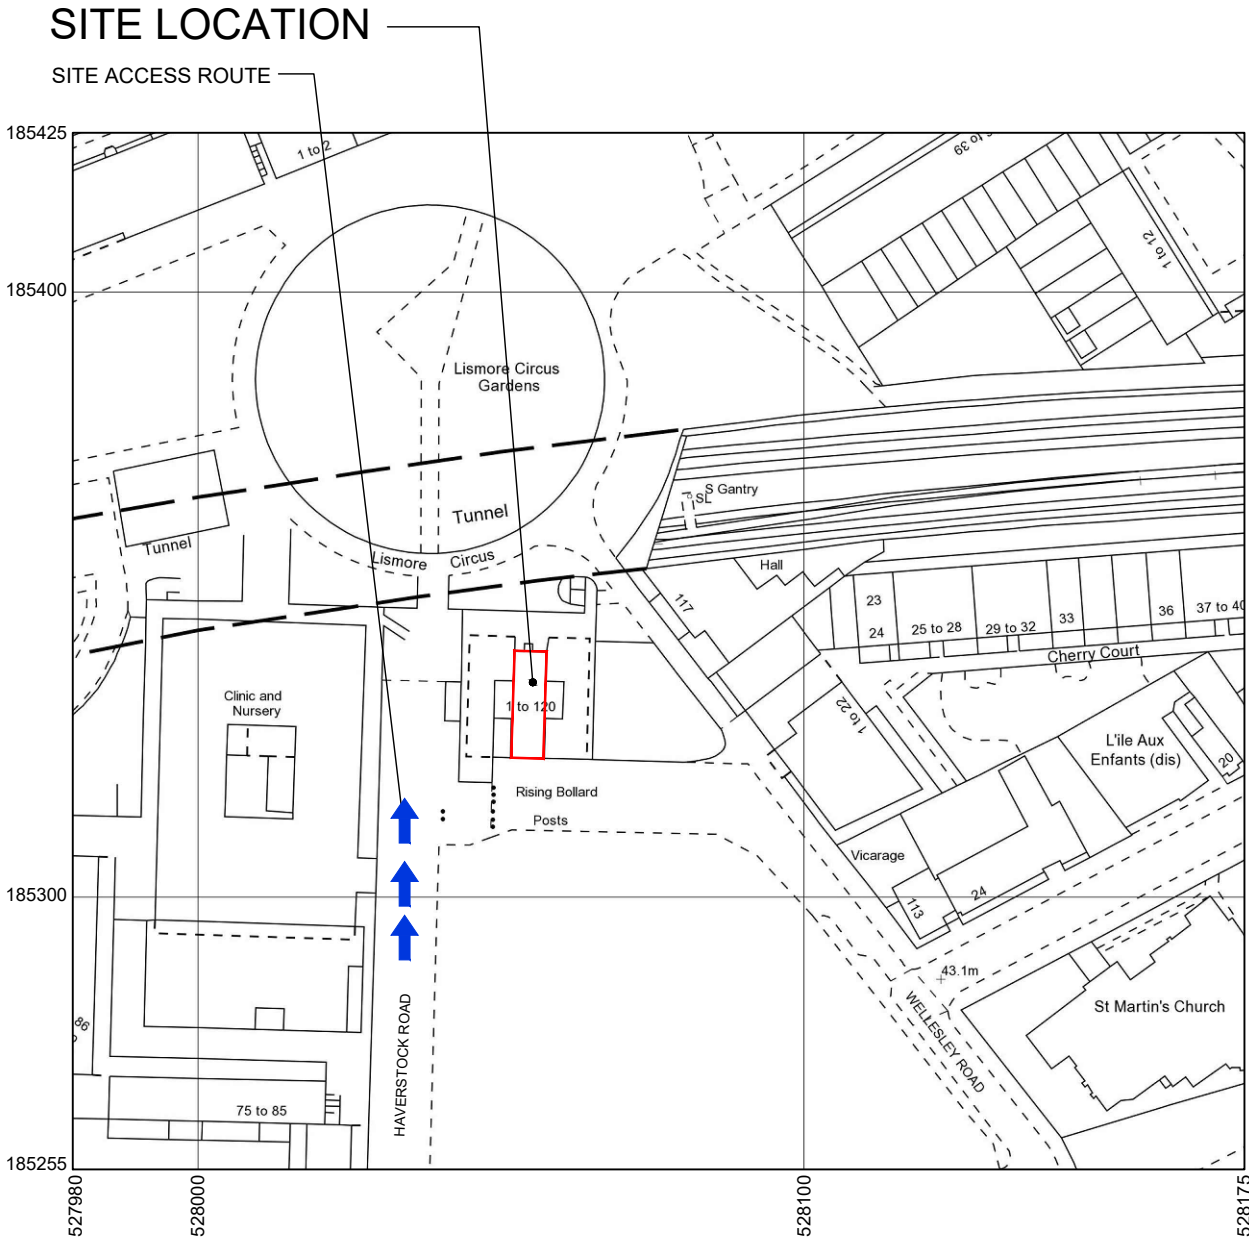 SITE LOCATION
SITE ACCESS ROUTE
185425
1 to 2
to 39
1 to 12
185400
Lismore Circus
Gardens
S Gantry
SL
Tunnel
Tunnel
Lismore Circus
Hall
117
23
24
25 to 28
29 to 32
33
36
37 to 40
Cherry Court
Clinic and
Nursery
1 to 120
1 to 22
L'ile Aux
Enfants (dis)
20
Rising Bollard
Posts
Vicarage
24
113
185300
43.1m
WELLESLEY ROAD
St Martin's Church
HAVERSTOCK ROAD
86
75 to 85
185255
527980
528000
528100
528175